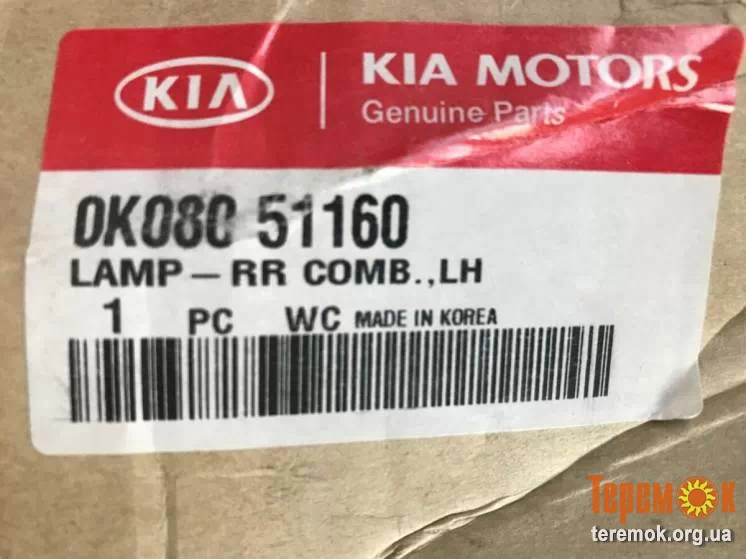 KIA
KIA MOTORS
Genuine Parts
0K080 51160
LAMP-RR COMB.,LH
1 PC WC MADE IN KOREA
Теремок
teremok.org.ua